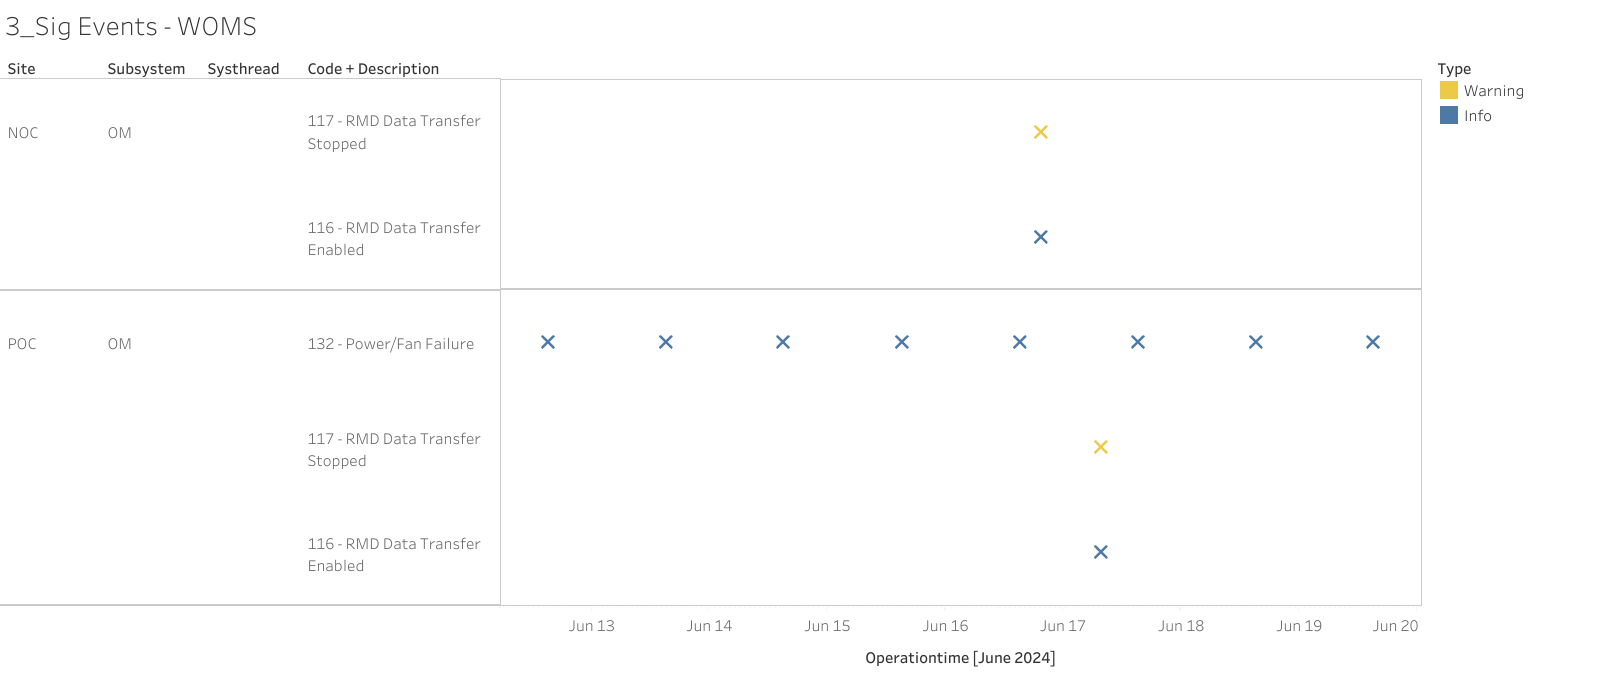 3_Sig Events - WOMS
Site Subsystem Systhread Code + Description
Type
Warning
Info
NOC OM 117 - RMD Data Transfer
Stopped
116 - RMD Data Transfer
Enabled
POC OM 132 - Power/Fan Failure
117 - RMD Data Transfer
Stopped
116 - RMD Data Transfer
Enabled
Jun 13 Jun 14 Jun 15 Jun 16 Jun 17 Jun 18 Jun 19 Jun 20
Operationtime [June 2024]